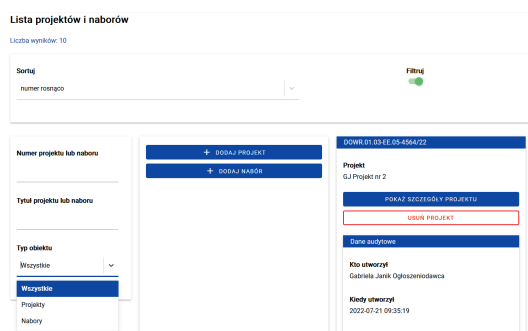 Lista projektów i naborów
Liczba wyników: 10
Sortuj
numer rosnąco
Filtruj
Numer projektu lub naboru
Tytuł projektu lub naboru
Typ obiektu
Wszystkie
Wszystkie
Projekty
Nabory
+ DODAJ PROJEKT
+ DODAJ NABÓR
DOWR.01.03-EE.05-4564/22
Projekt
GJ Projekt nr 2
POKAŻ SZCZEGÓŁY PROJEKTU
USUŃ PROJEKT
Dane audytowe
Kto utworzył
Gabriela Janik Ogłoszeniodawca
Kiedy utworzył
2022-07-21 09:35:19